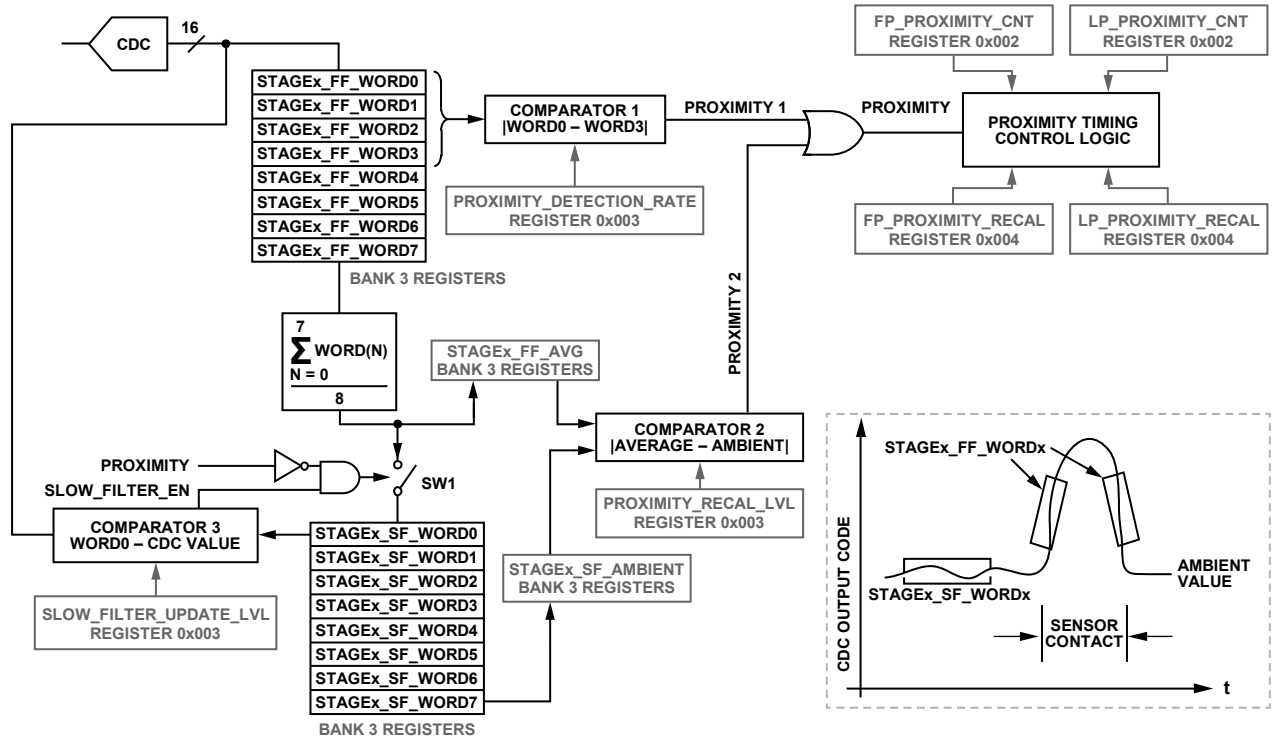 CDC
16
STAGEx_FF_WORD0
STAGEx_FF_WORD1
STAGEx_FF_WORD2
STAGEx_FF_WORD3
STAGEx_FF_WORD4
STAGEx_FF_WORD5
STAGEx_FF_WORD6
STAGEx_FF_WORD7
BANK 3 REGISTERS
COMPARATOR 1
|WORD0 – WORD3|
PROXIMITY_DETECTION_RATE
REGISTER 0x003
PROXIMITY 1
PROXIMITY
FP_PROXIMITY_CNT
REGISTER 0x002
LP_PROXIMITY_CNT
REGISTER 0x002
PROXIMITY TIMING
CONTROL LOGIC
FP_PROXIMITY_RECAL
REGISTER 0x004
LP_PROXIMITY_RECAL
REGISTER 0x004
PROXIMITY 2
7
Σ WORD(N)
N = 0
8
STAGEx_FF_AVG
BANK 3 REGISTERS
COMPARATOR 2
|AVERAGE – AMBIENT|
PROXIMITY_RECAL_LVL
REGISTER 0x003
PROXIMITY
SLOW_FILTER_EN
SW1
COMPARATOR 3
WORD0 – CDC VALUE
SLOW_FILTER_UPDATE_LVL
REGISTER 0x003
STAGEx_SF_WORD0
STAGEx_SF_WORD1
STAGEx_SF_WORD2
STAGEx_SF_WORD3
STAGEx_SF_WORD4
STAGEx_SF_WORD5
STAGEx_SF_WORD6
STAGEx_SF_WORD7
BANK 3 REGISTERS
STAGEx_SF_AMBIENT
BANK 3 REGISTERS
CDC OUTPUT CODE
STAGEx_FF_WORDx
STAGEx_SF_WORDx
AMBIENT
VALUE
SENSOR
CONTACT
t